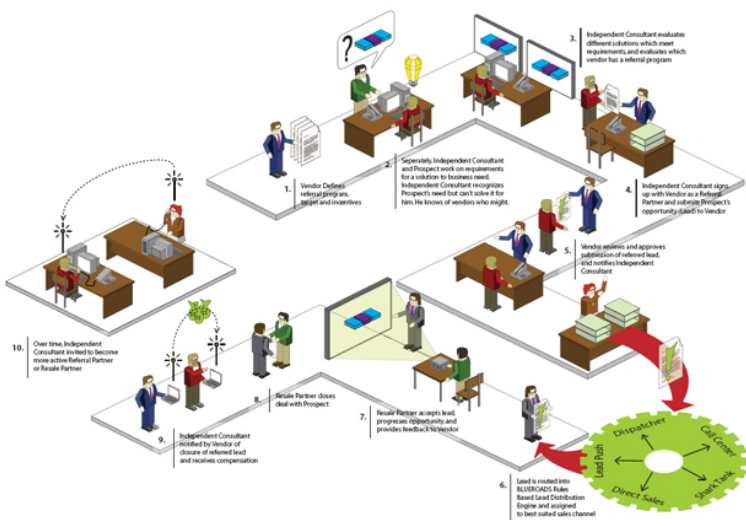 1.
Vendor Defines
referral program,
target and incentives
2.
Seperately, Independent Consultant
and Prospect work on requirements
for a solution to business need.
Independent Consultant recognizes
Prospect's need but can't solve it for
him. He knows of vendors who might.
3.
Independent Consultant evaluates
different solutions which meet
requirements, and evaluates which
vendor has a referral program
4.
Independent Consultant signs
up with Vendor as a Referral
Partner and submits Prospect's
opportunity (Lead) to Vendor
5.
Vendor reviews and approves
submission of referred lead,
and notifies Independent
Consultant
6.
Lead is routed into
BLUEROADS Rules
Based Lead Distribution
Engine and assigned
to best suited sales channel
Dispatcher
Call Center
Lead Push
Direct Sales
Shark Tank
7.
Resale Partner accepts lead,
progresses opportunity, and
provides feedback to Vendor
8.
Resale Partner closes
deal with Prospect
9.
Independent Consultant
notified by Vendor of
closure of referred lead
and receives compensation
10.
Over time, Independent
Consultant invited to become
more active Referral Partner
or Resale Partner
?